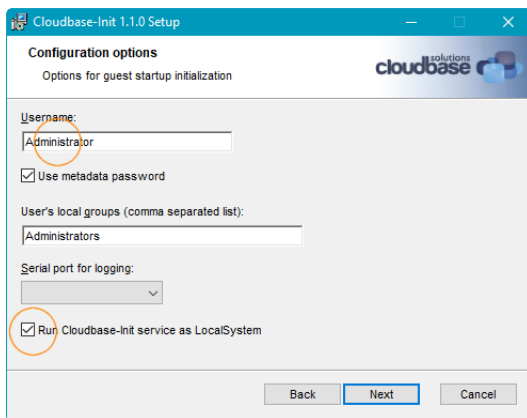 Cloudbase-Init 1.1.0 Setup
Configuration options
Options for guest startup initialization
cloudbase solutions
Username:
Administrator
Use metadata password
User's local groups (comma separated list):
Administrators
Serial port for logging:
Run Cloudbase-Init service as LocalSystem
Back Next Cancel